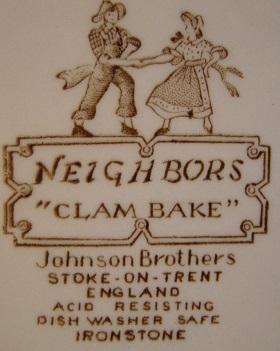 NEIGHBORS
"CLAM BAKE"
Johnson Brothers
STOKE-ON-TRENT
ENGLAND
ACID RESISTING
DISH WASHER SAFE
IRONSTONE